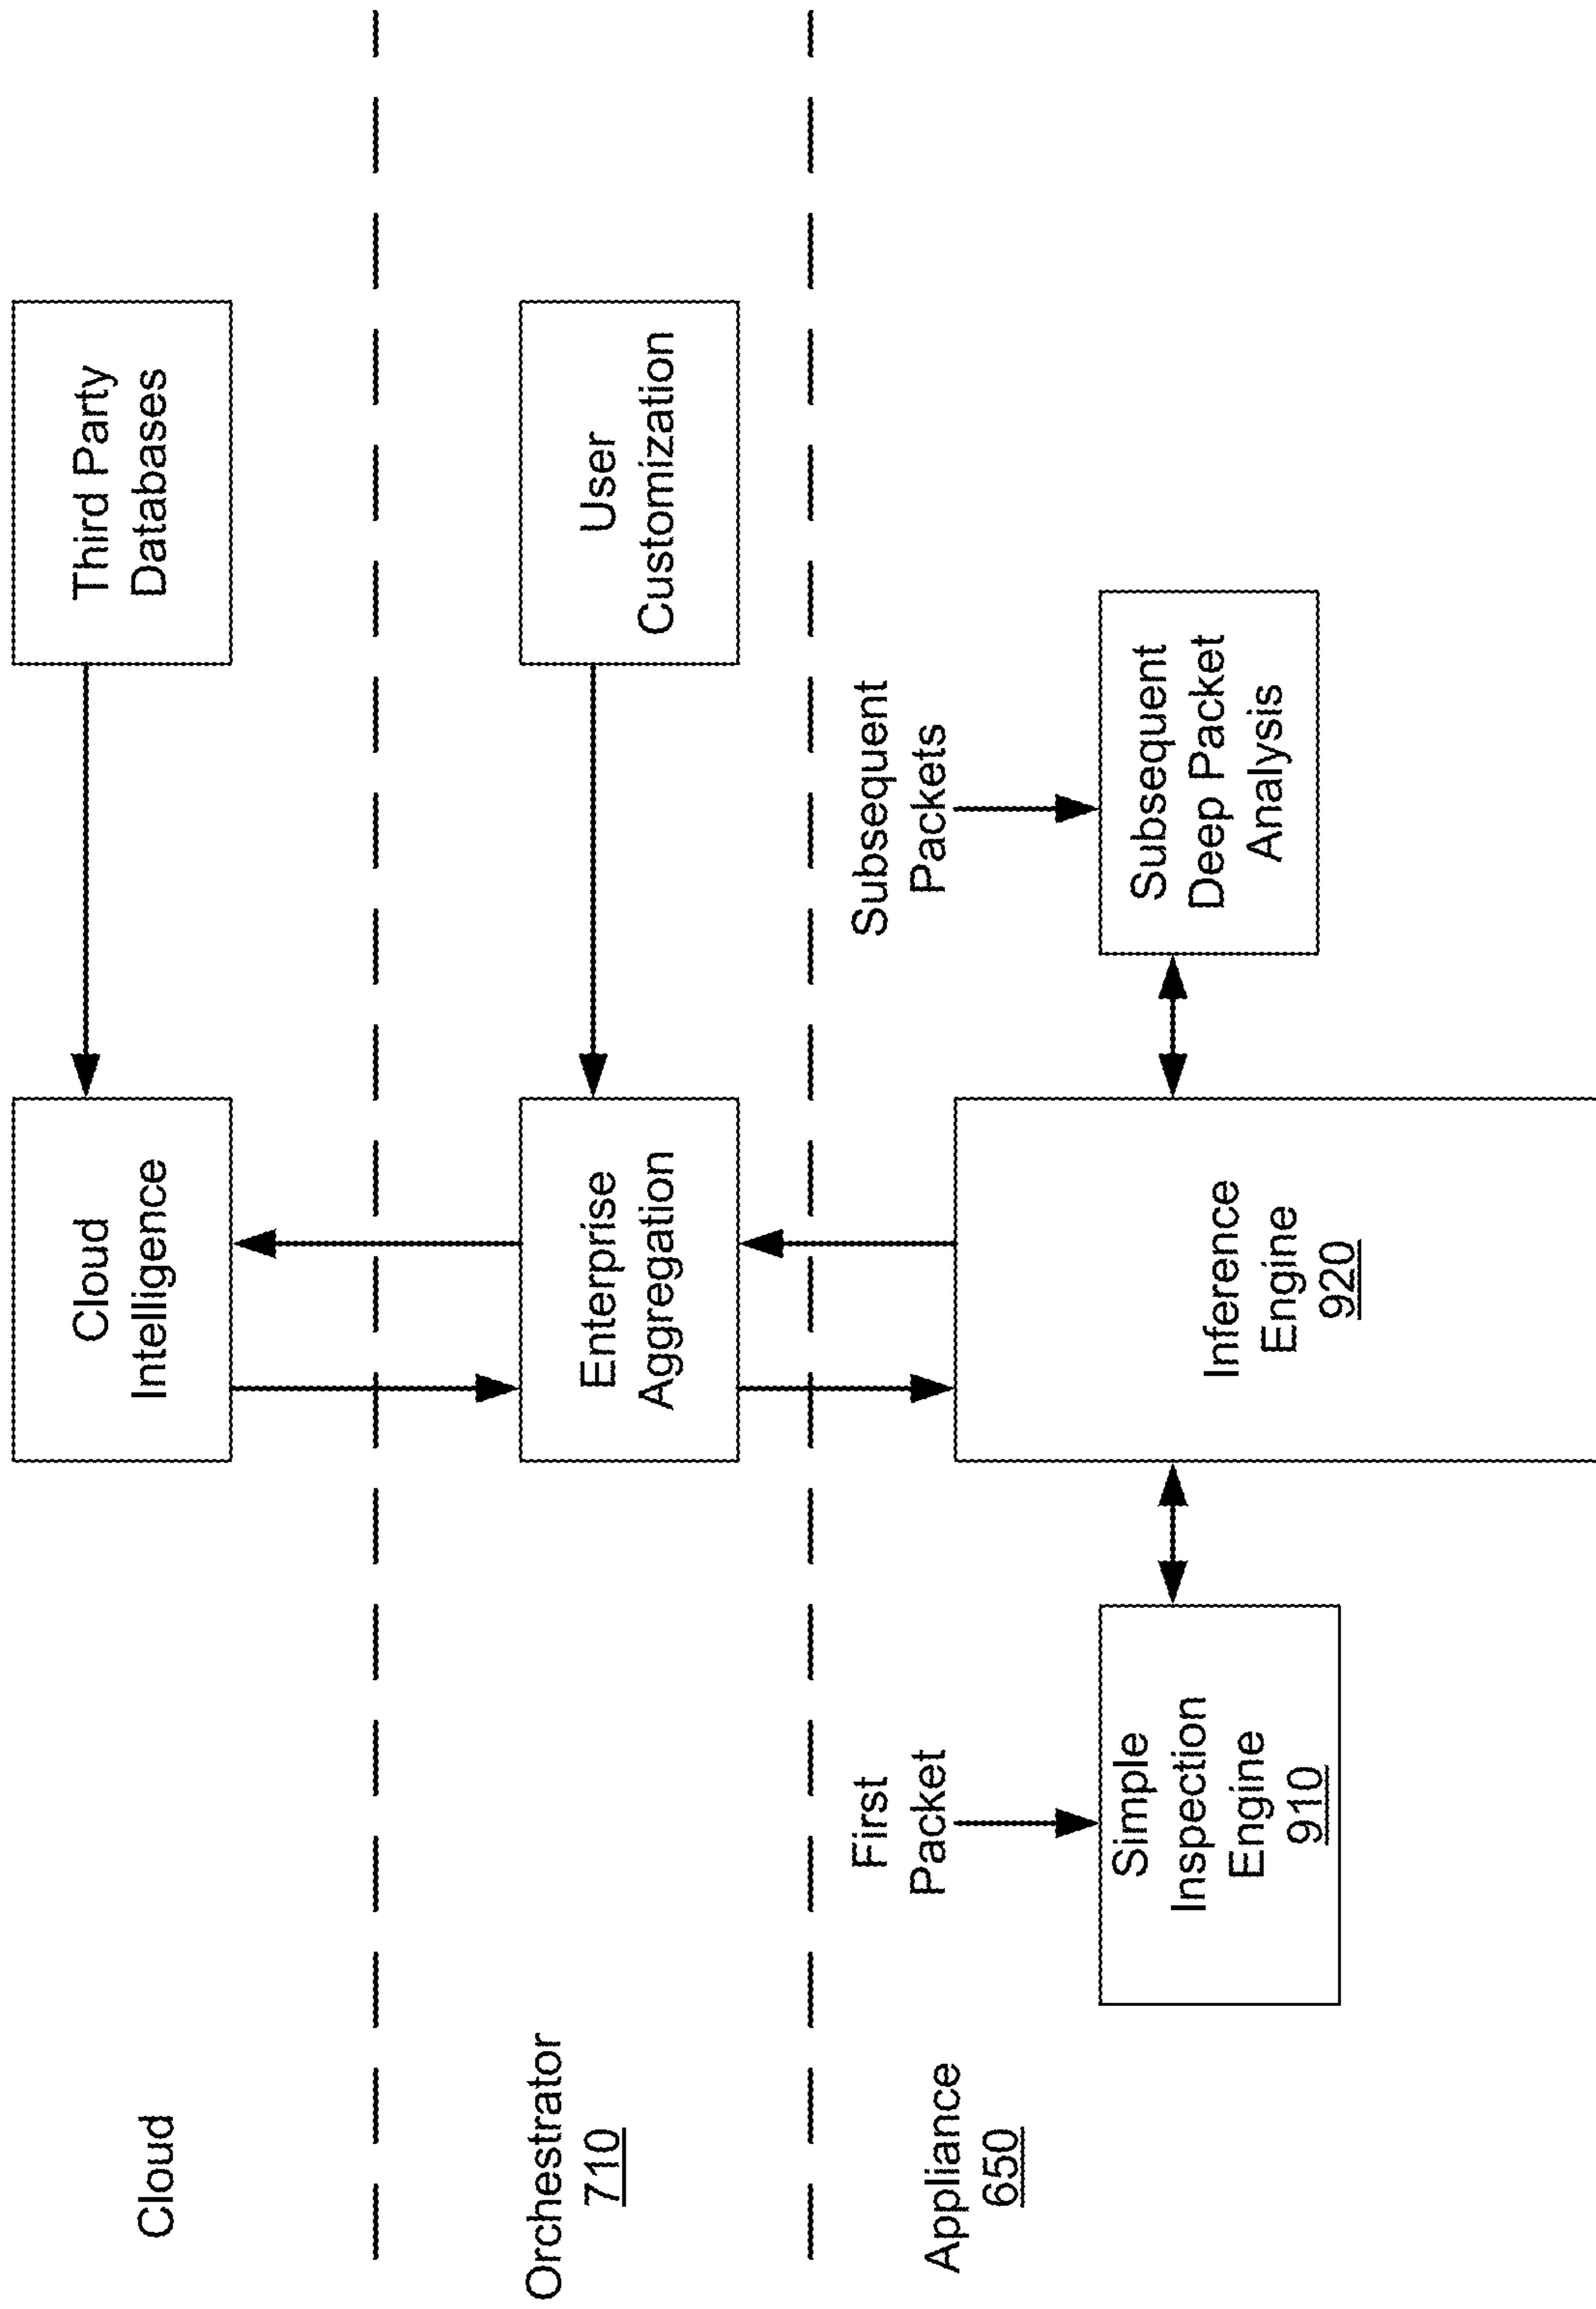 Cloud
Cloud
Intelligence
Third Party
Databases
Orchestrator
710
Enterprise
Aggregation
User
Customization
Appliance
650
First
Packet
Subsequent
Packets
Simple
Inspection
Engine
910
Inference
Engine
920
Subsequent
Deep Packet
Analysis